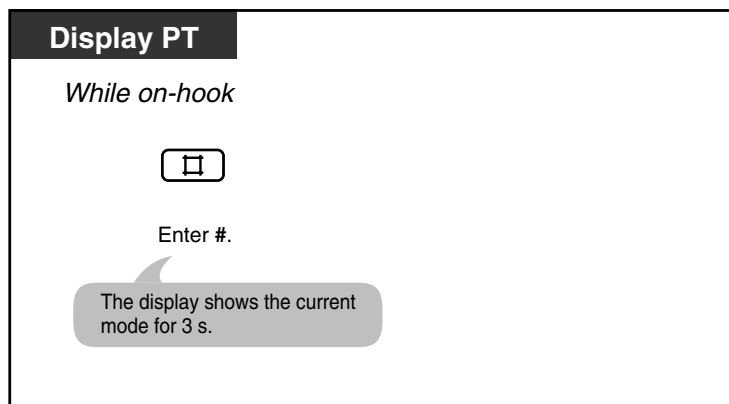 Display PT
While on-hook
#
Enter #.
The display shows the current
mode for 3 s.